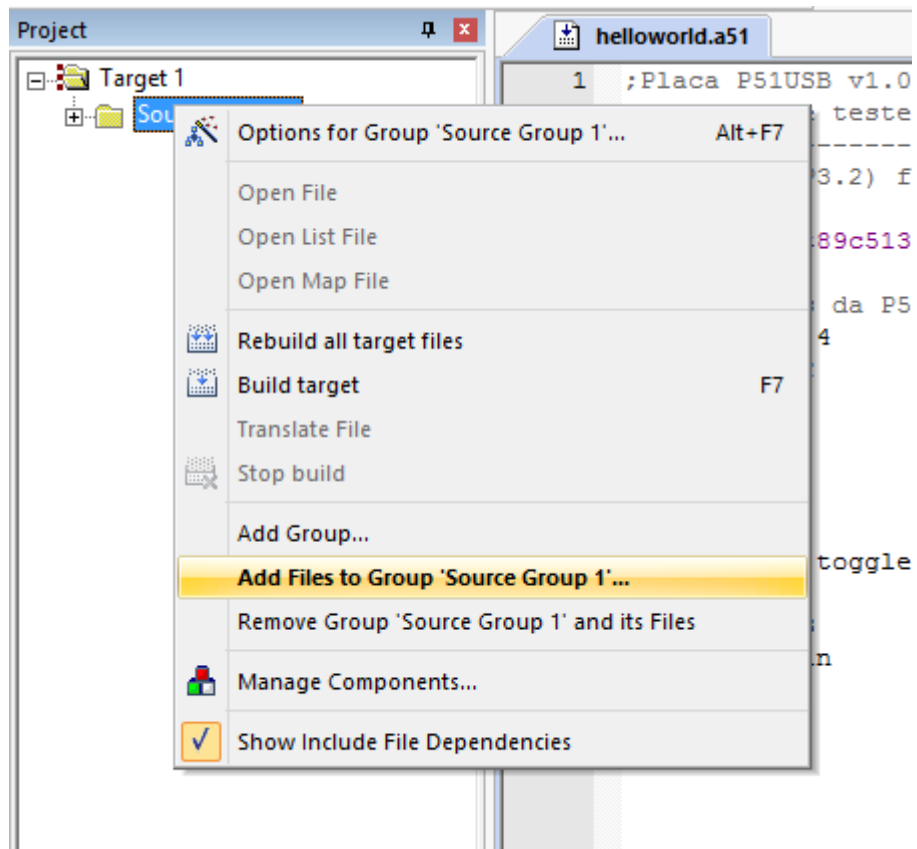 Project
helloworld.a51
Target 1
1 ;Placa P51USB v1.0
Sou
teste
Options for Group 'Source Group 1'... Alt+F7
3.2) f
Open File
Open List File
89c513
Open Map File
da P5
Rebuild all target files
4
Build target F7
Translate File
Stop build
Add Group...
toggle
Add Files to Group 'Source Group 1'...
Remove Group 'Source Group 1' and its Files
n
Manage Components...
Show Include File Dependencies